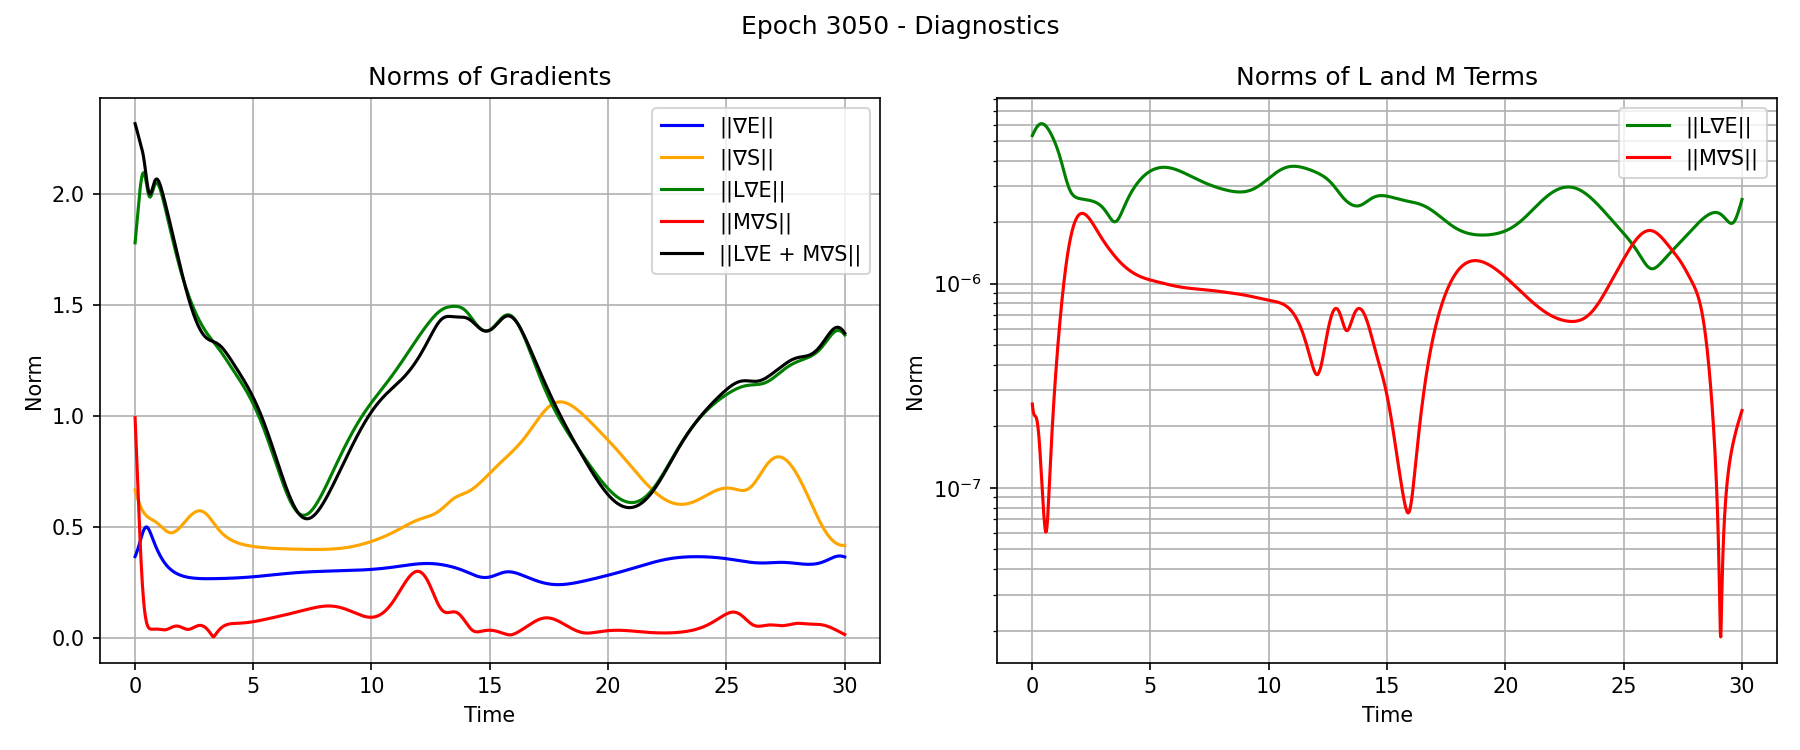 Epoch 3050 - Diagnostics
Norms of Gradients
Norm
2.0
1.5
1.0
0.5
0.0
0
5
10
15
20
25
30
Time
||∇E||
||∇S||
||L∇E||
||M∇S||
||L∇E + M∇S||
Norms of L and M Terms
Norm
10⁻⁶
10⁻⁷
0
5
10
15
20
25
30
Time
||L∇E||
||M∇S||